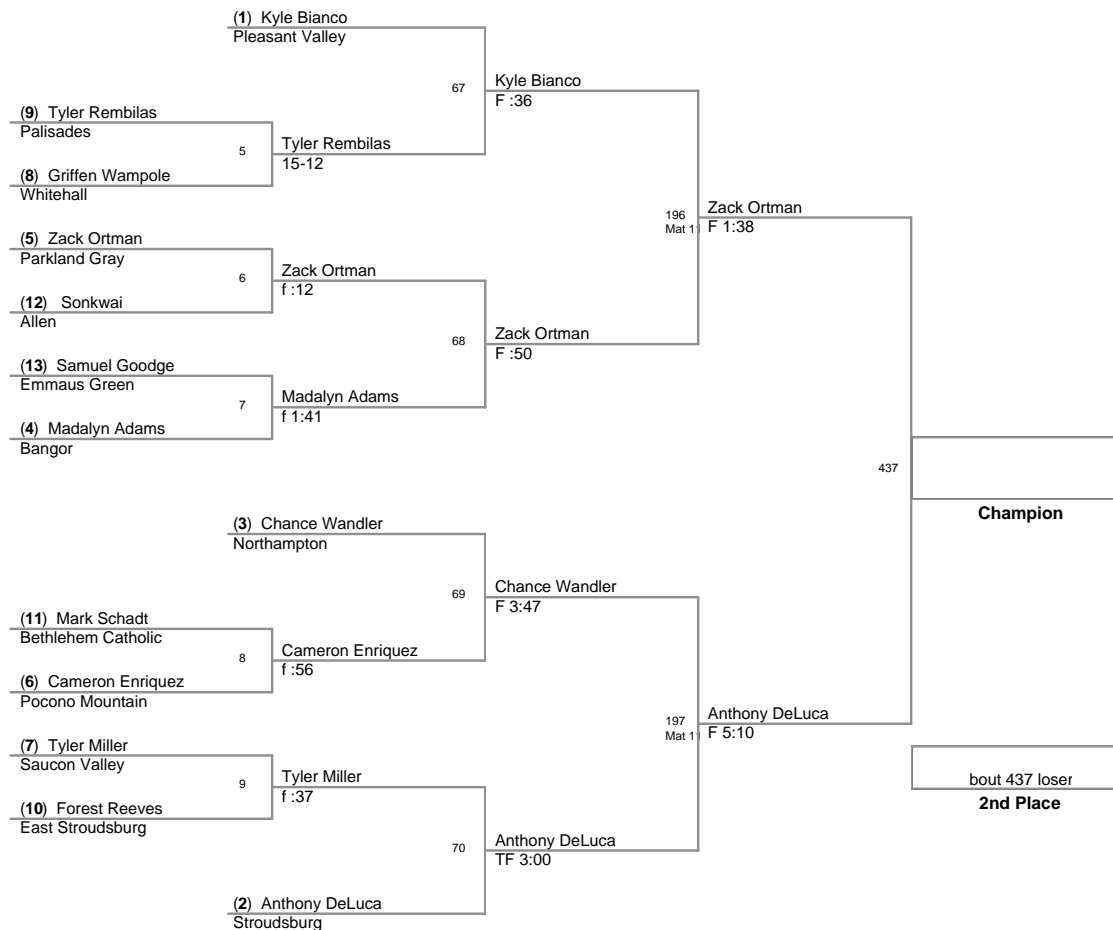 (1) Kyle Bianco
Pleasant Valley
67
Kyle Bianco
F :36
(9) Tyler Rembilas
Palisades
5
Tyler Rembilas
15-12
(8) Griffen Wampole
Whitehall
196
Mat 11
Zack Ortman
F 1:38
(5) Zack Ortman
Parkland Gray
6
Zack Ortman
f :12
(12) Sonkwai
Allen
68
Zack Ortman
F :50
(13) Samuel Goodge
Emmaus Green
7
Madalyn Adams
f 1:41
(4) Madalyn Adams
Bangor
437
Champion
(3) Chance Wandler
Northampton
69
Chance Wandler
F 3:47
(11) Mark Schadt
Bethlehem Catholic
8
Cameron Enriquez
f :56
(6) Cameron Enriquez
Pocono Mountain
197
Mat 11
Anthony DeLuca
F 5:10
(7) Tyler Miller
Saucon Valley
9
Tyler Miller
f :37
(10) Forest Reeves
East Stroudsburg
bout 437 loser
2nd Place
70
Anthony DeLuca
TF 3:00
(2) Anthony DeLuca
Stroudsburg